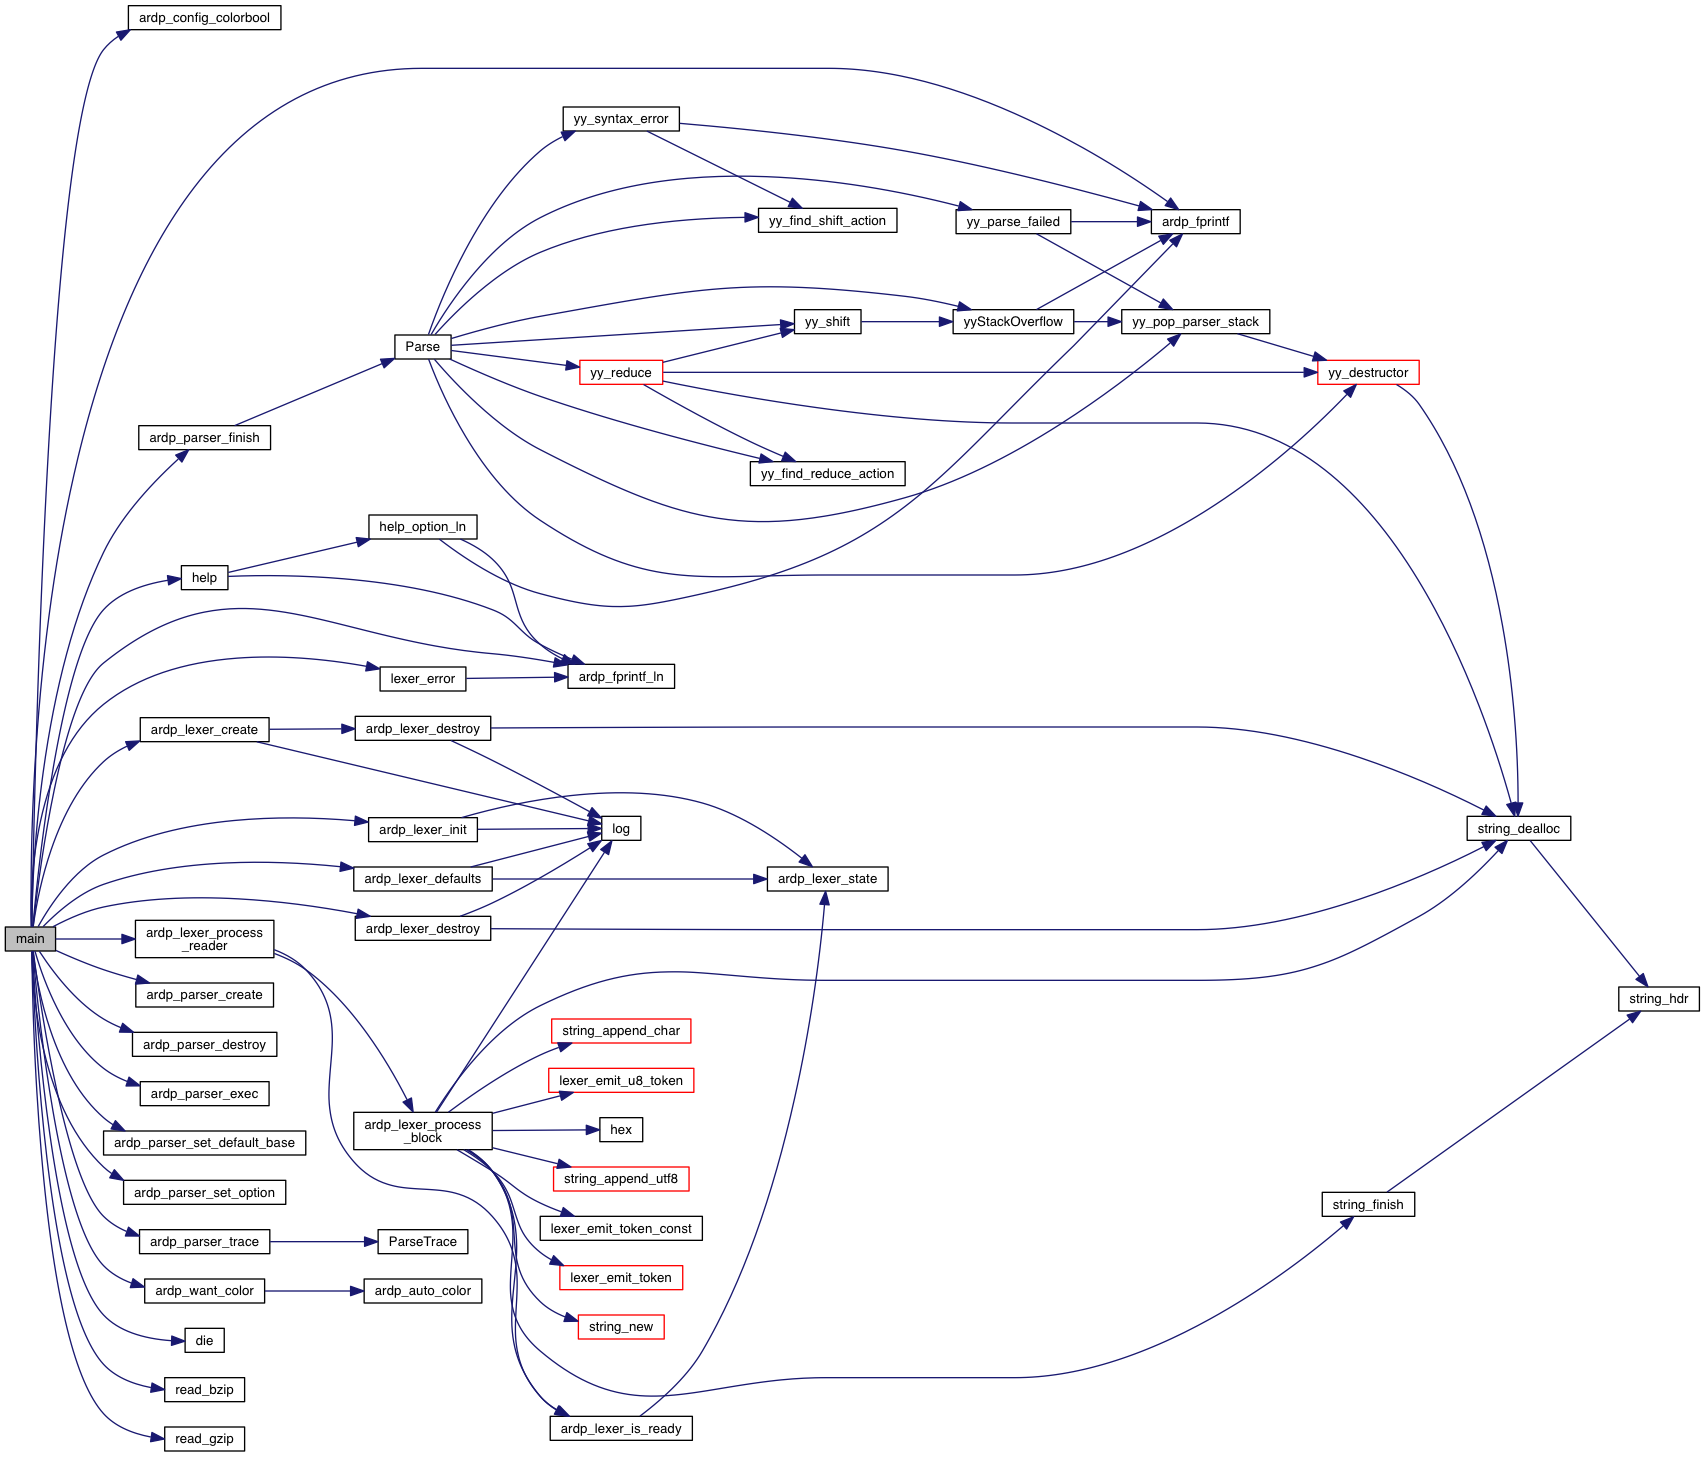 ardp_config_colorbool
yy_syntax_error
yy_find_shift_action
yy_parse_failed
ardp_fprintf
yy_shift
yyStackOverflow
yy_pop_parser_stack
Parse
yy_reduce
yy_destructor
ardp_parser_finish
yy_find_reduce_action
help_option_ln
help
lexer_error
ardp_fprintf_ln
ardp_lexer_create
ardp_lexer_destroy
ardp_lexer_init
log
string_dealloc
ardp_lexer_defaults
ardp_lexer_state
ardp_lexer_destroy
main
ardp_lexer_process
_reader
ardp_parser_create
string_hdr
string_append_char
ardp_parser_destroy
lexer_emit_u8_token
ardp_parser_exec
ardp_lexer_process
_block
hex
ardp_parser_set_default_base
string_append_utf8
ardp_parser_set_option
string_finish
lexer_emit_token_const
ardp_parser_trace
ParseTrace
lexer_emit_token
ardp_want_color
ardp_auto_color
string_new
die
read_bzip
ardp_lexer_is_ready
read_gzip